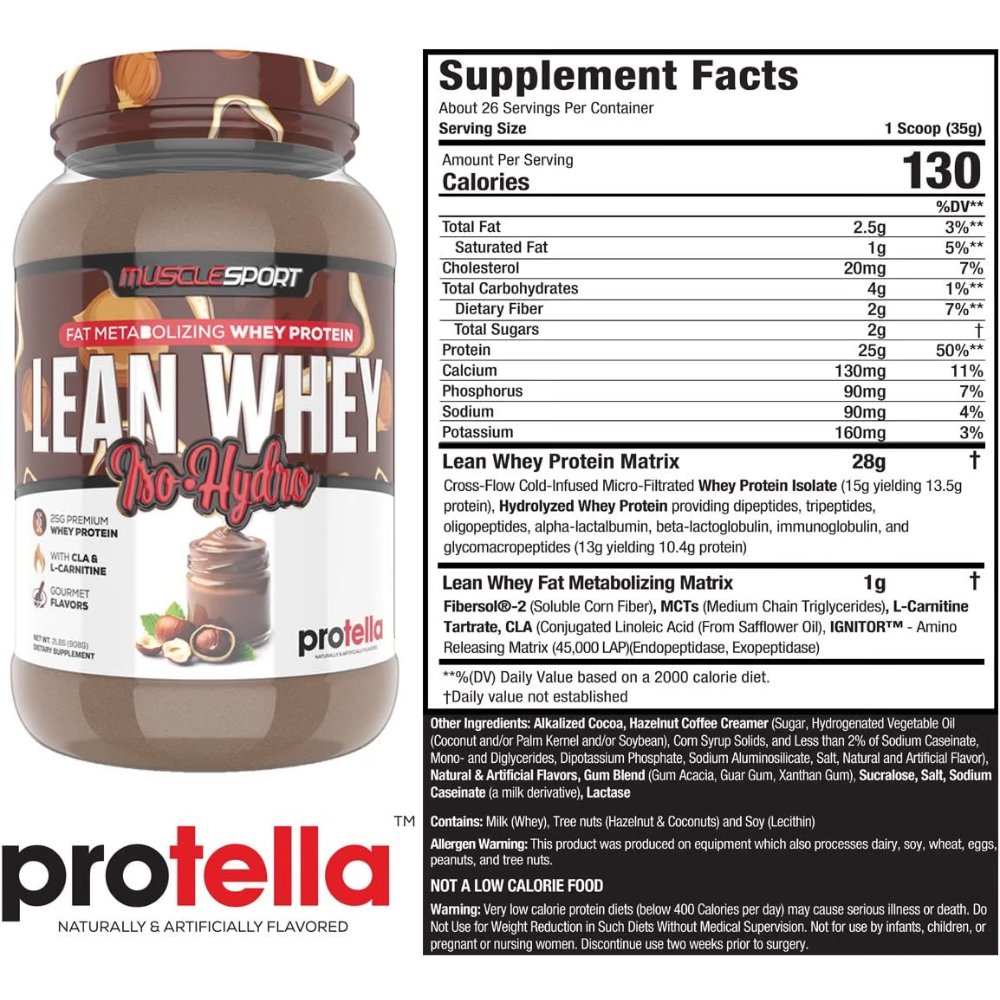 MUSCLESPORT
FAT METABOLIZING WHEY PROTEIN
LEAN WHEY
Iso•Hydro
25G PREMIUM
WHEY PROTEIN
WITH CLA &
L-CARNITINE
GOURMET
FLAVORS
NET WT. 2LBS (908G)
DIETARY SUPPLEMENT
protella
NATURALLY & ARTIFICIALLY FLAVORED
protella™
NATURALLY & ARTIFICIALLY FLAVORED
Supplement Facts
About 26 Servings Per Container
Serving Size 1 Scoop (35g)
Amount Per Serving
Calories 130
%DV**
Total Fat 2.5g 3%**
Saturated Fat 1g 5%**
Cholesterol 20mg 7%
Total Carbohydrates 4g 1%**
Dietary Fiber 2g 7%**
Total Sugars 2g †
Protein 25g 50%**
Calcium 130mg 11%
Phosphorus 90mg 7%
Sodium 90mg 4%
Potassium 160mg 3%
Lean Whey Protein Matrix 28g †
Cross-Flow Cold-Infused Micro-Filtrated Whey Protein Isolate (15g yielding 13.5g
protein), Hydrolyzed Whey Protein providing dipeptides, tripeptides,
oligopeptides, alpha-lactalbumin, beta-lactoglobulin, immunoglobulin, and
glycomacropeptides (13g yielding 10.4g protein)
Lean Whey Fat Metabolizing Matrix 1g †
Fibersol®-2 (Soluble Corn Fiber), MCTs (Medium Chain Triglycerides), L-Carnitine
Tartrate, CLA (Conjugated Linoleic Acid (From Safflower Oil), IGNITOR™ - Amino
Releasing Matrix (45,000 LAP)(Endopeptidase, Exopeptidase)
**%(DV) Daily Value based on a 2000 calorie diet.
†Daily value not established
Other Ingredients: Alkalized Cocoa, Hazelnut Coffee Creamer (Sugar, Hydrogenated Vegetable Oil
(Coconut and/or Palm Kernel and/or Soybean), Corn Syrup Solids, and Less than 2% of Sodium Caseinate,
Mono- and Diglycerides, Dipotassium Phosphate, Sodium Aluminosilicate, Salt, Natural and Artificial Flavor),
Natural & Artificial Flavors, Gum Blend (Gum Acacia, Guar Gum, Xanthan Gum), Sucralose, Salt, Sodium
Caseinate (a milk derivative), Lactase
Contains: Milk (Whey), Tree nuts (Hazelnut & Coconuts) and Soy (Lecithin)
Allergen Warning: This product was produced on equipment which also processes dairy, soy, wheat, eggs,
peanuts, and tree nuts.
NOT A LOW CALORIE FOOD
Warning: Very low calorie protein diets (below 400 Calories per day) may cause serious illness or death. Do
Not Use for Weight Reduction in Such Diets Without Medical Supervision. Not for use by infants, children, or
pregnant or nursing women. Discontinue use two weeks prior to surgery.